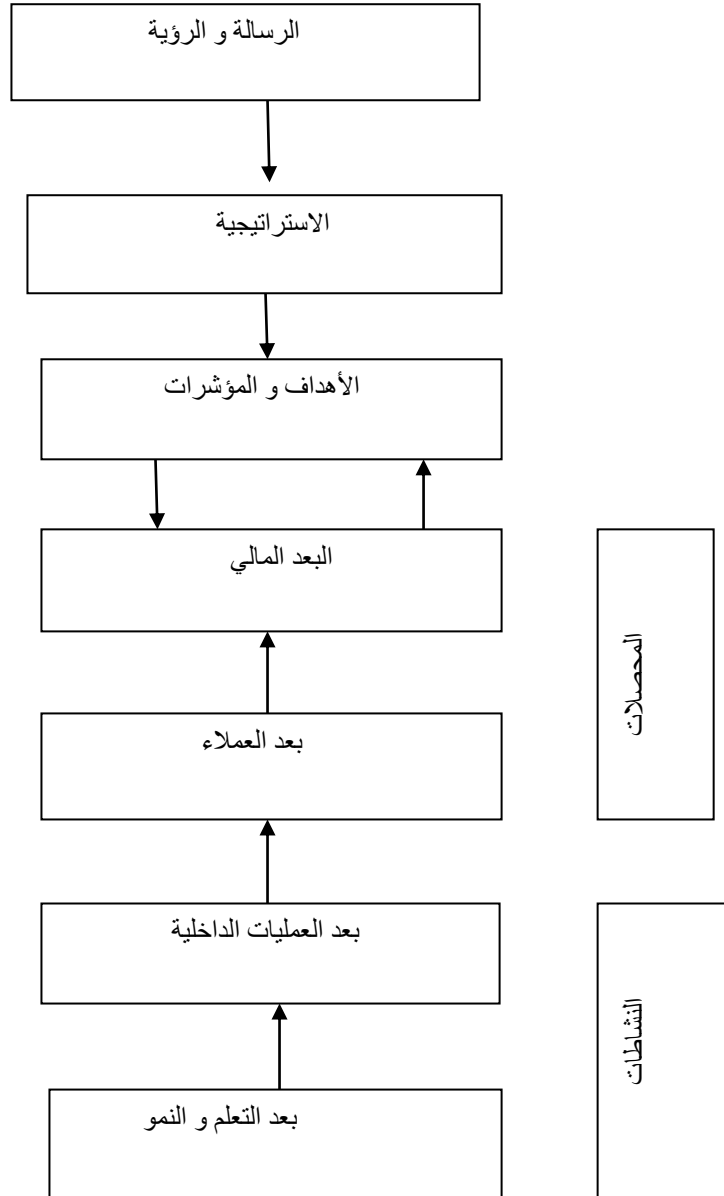 الرسالة و الرؤية
الاستراتيجية
الأهداف و المؤشرات
البعد المالي
المحصلات
بعد العملاء
بعد العمليات الداخلية
النشاطات
بعد التعلم و النمو